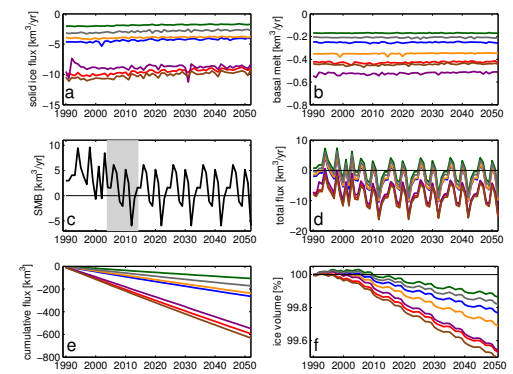 0
−5
−10
−15
solid ice flux [km³/yr]
a
1990 2000 2010 2020 2030 2040 2050
0
−0.2
−0.4
−0.6
−0.8
basal melt [km³/yr]
b
1990 2000 2010 2020 2030 2040 2050
10
5
0
−5
SMB [km³/yr]
c
1990 2000 2010 2020 2030 2040 2050
10
0
−10
−20
total flux [km³/yr]
d
1990 2000 2010 2020 2030 2040 2050
0
−200
−400
−600
−800
cumulative flux [km³]
e
1990 2000 2010 2020 2030 2040 2050
100
99.8
99.6
ice volume [%]
f
1990 2000 2010 2020 2030 2040 2050